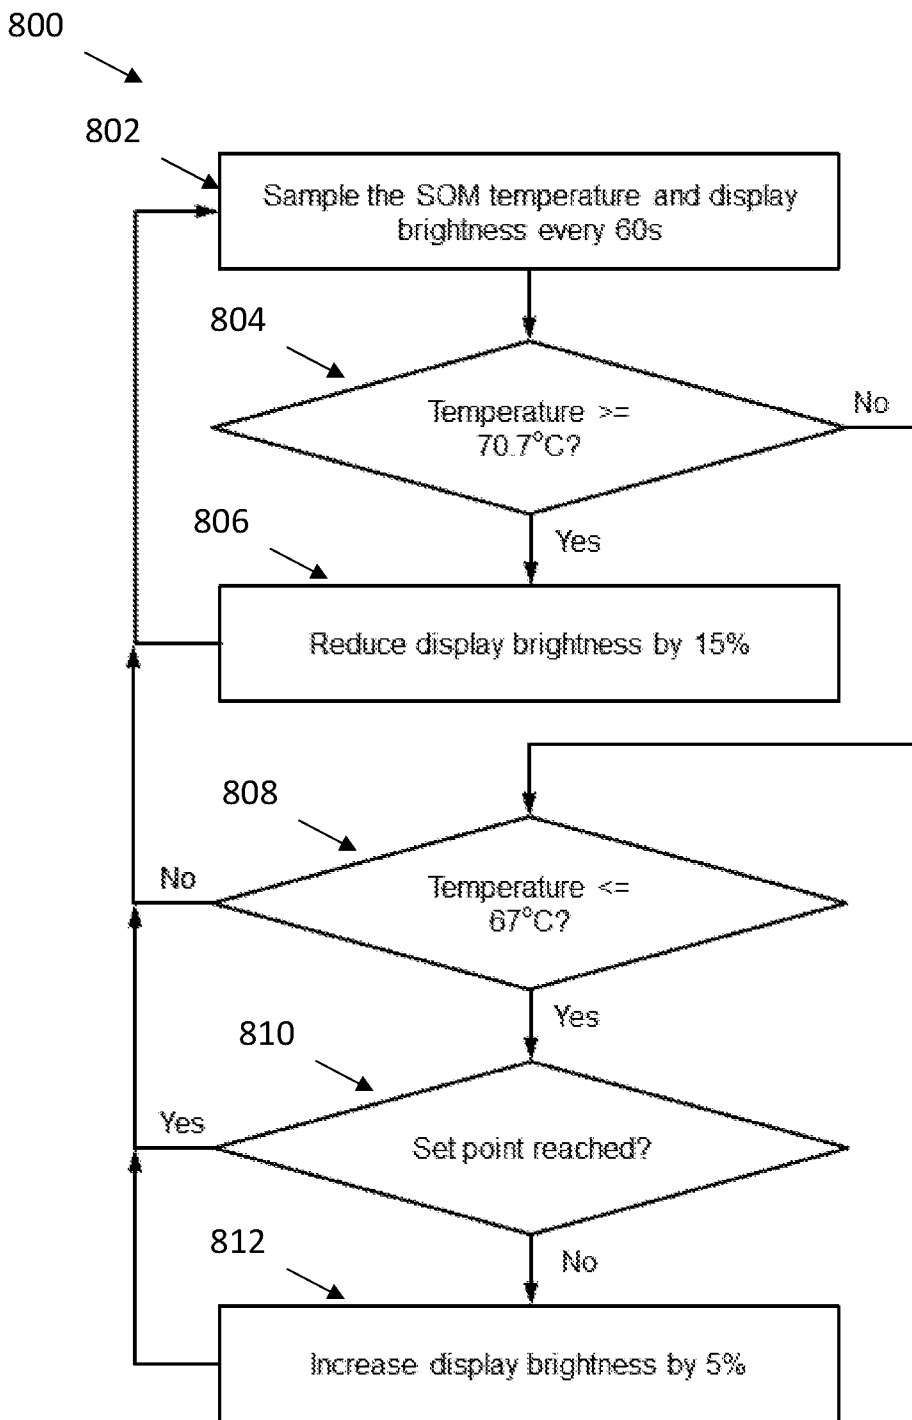 800
802
Sample the SOM temperature and display
brightness every 60s
804
Temperature >=
70.7°C?
No
Yes
806
Reduce display brightness by 15%
808
Temperature <=
67°C?
No
Yes
810
Set point reached?
Yes
No
812
Increase display brightness by 5%